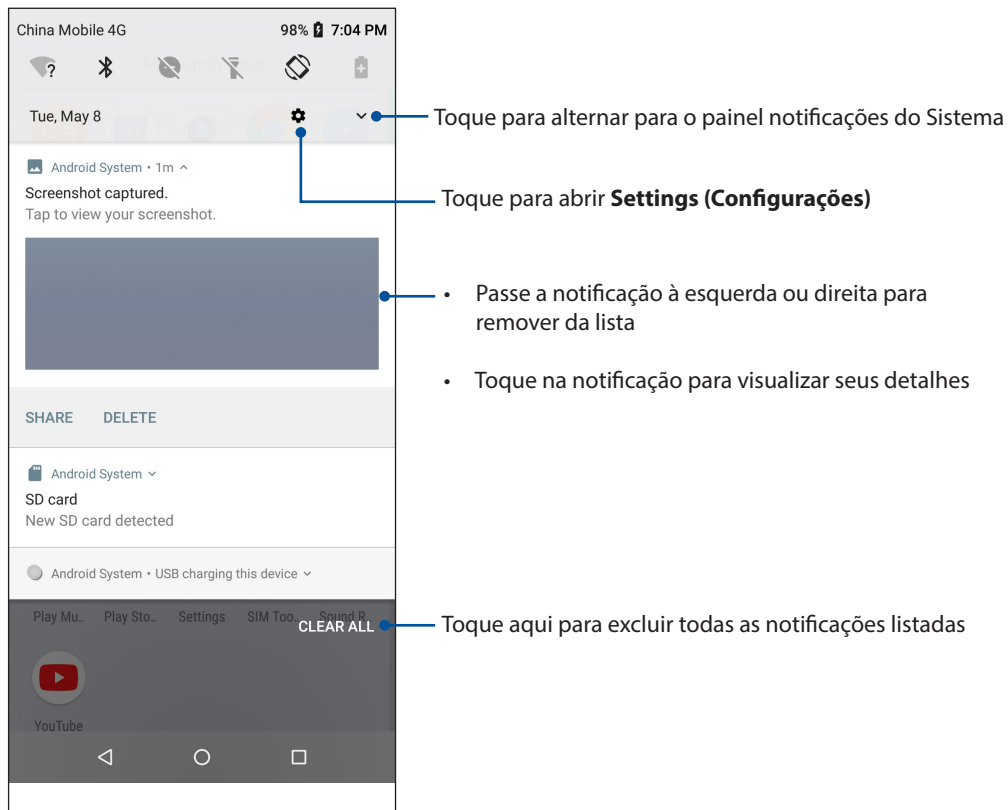 China Mobile 4G 98% 7:04 PM
?
Tue, May 8
Toque para alternar para o painel notificações do Sistema
Android System • 1m
Screenshot captured.
Tap to view your screenshot.
Toque para abrir Settings (Configurações)
• Passe a notificação à esquerda ou direita para
remover da lista
• Toque na notificação para visualizar seus detalhes
SHARE DELETE
Android System
SD card
New SD card detected
Android System • USB charging this device
Play Mu.. Play Sto.. Settings SIM Too.. Sound R..
CLEAR ALL
Toque aqui para excluir todas as notificações listadas
YouTube